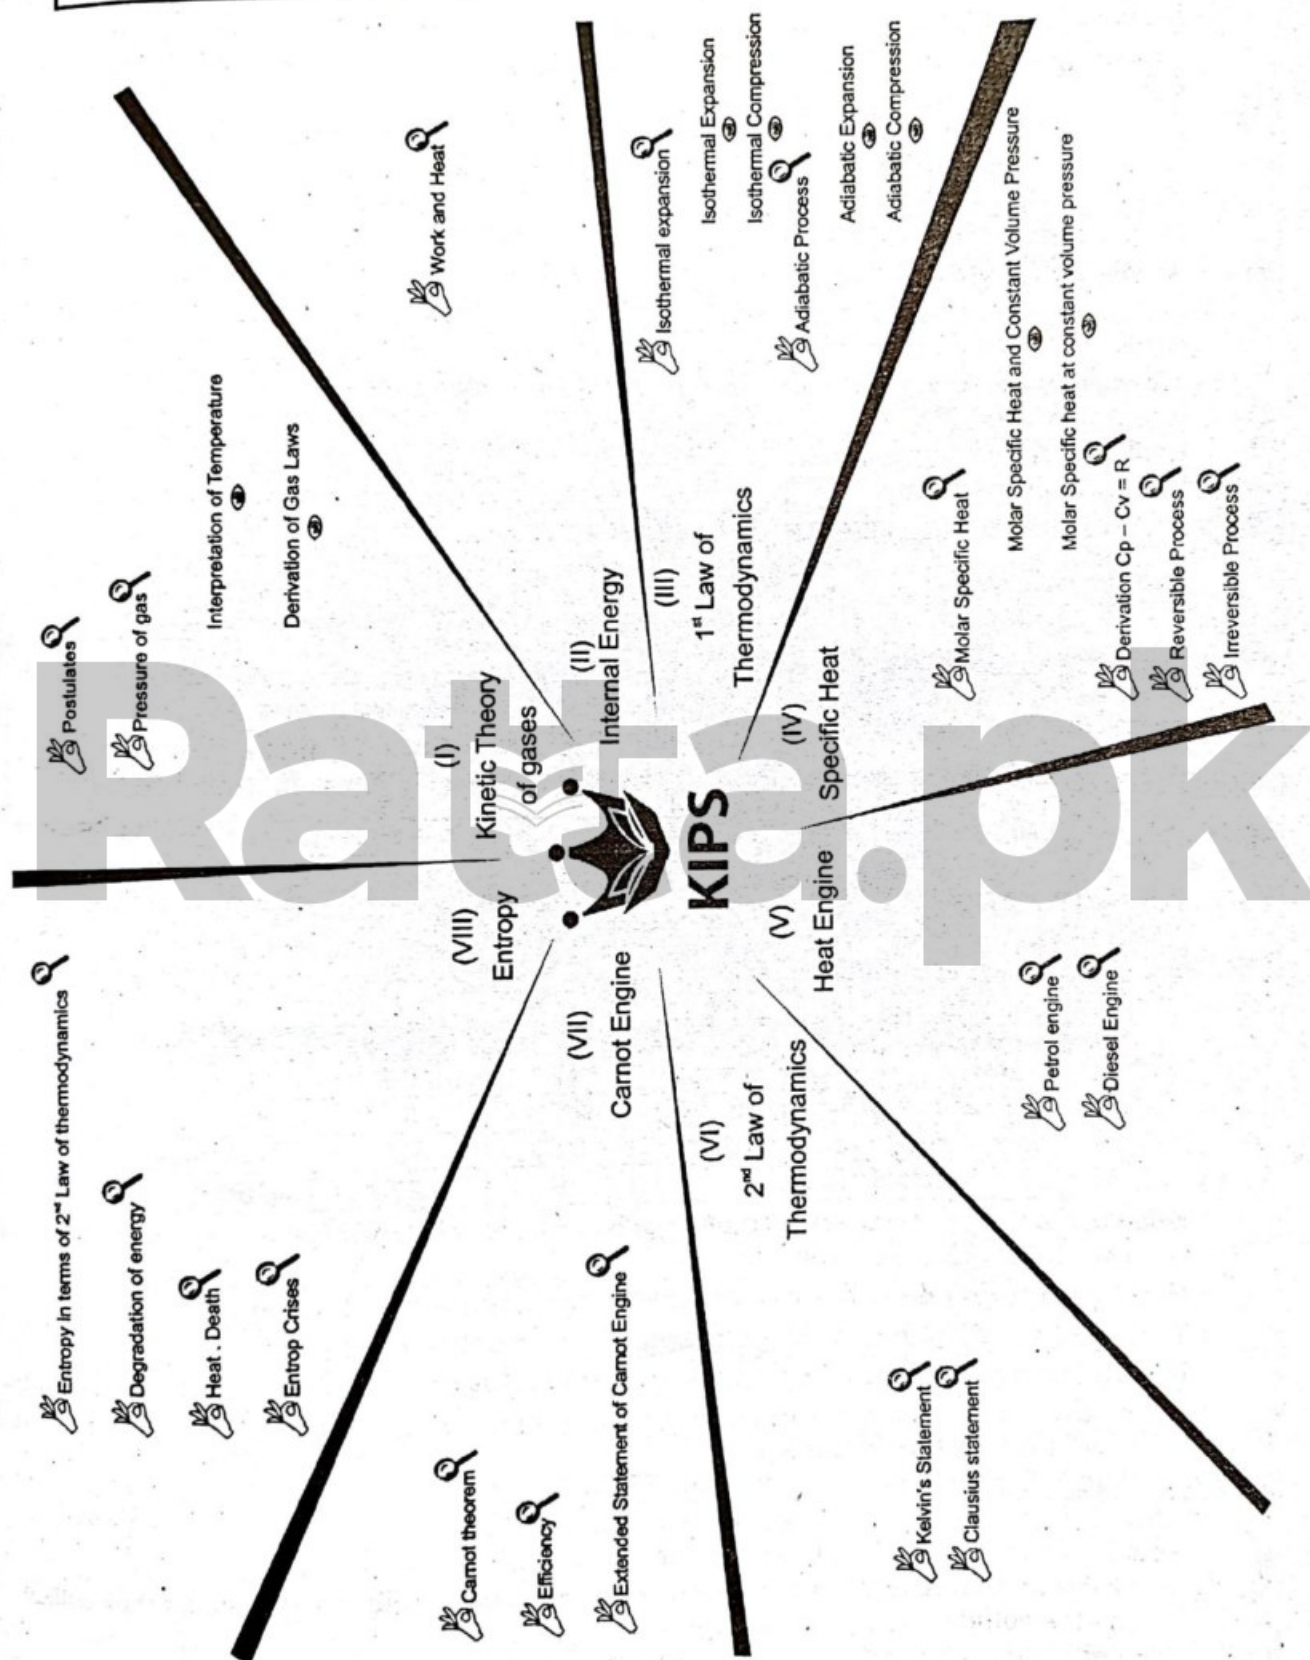 (I)
Kinetic Theory
of gases
Postulates
Pressure of gas
Interpretation of Temperature
Derivation of Gas Laws
(II)
Internal Energy
Work and Heat
(III)
1st Law of
Thermodynamics
Isothermal expansion
Isothermal Expansion
Isothermal Compression
Adiabatic Process
Adiabatic Expansion
Adiabatic Compression
(IV)
Specific Heat
Molar Specific Heat
Molar Specific Heat and Constant Volume Pressure
Molar Specific heat at constant volume pressure
Derivation Cp – Cv = R
Reversible Process
Irreversible Process
(V)
Heat Engine
Petrol engine
Diesel Engine
(VI)
2nd Law of
Thermodynamics
Kelvin's Statement
Clausius statement
(VII)
Carnot Engine
Carnot theorem
Efficiency
Extended Statement of Carnot Engine
(VIII)
Entropy
Entropy In terms of 2nd Law of thermodynamics
Degradation of energy
Heat . Death
Entrop Crises
KIPS
Ratta.pk